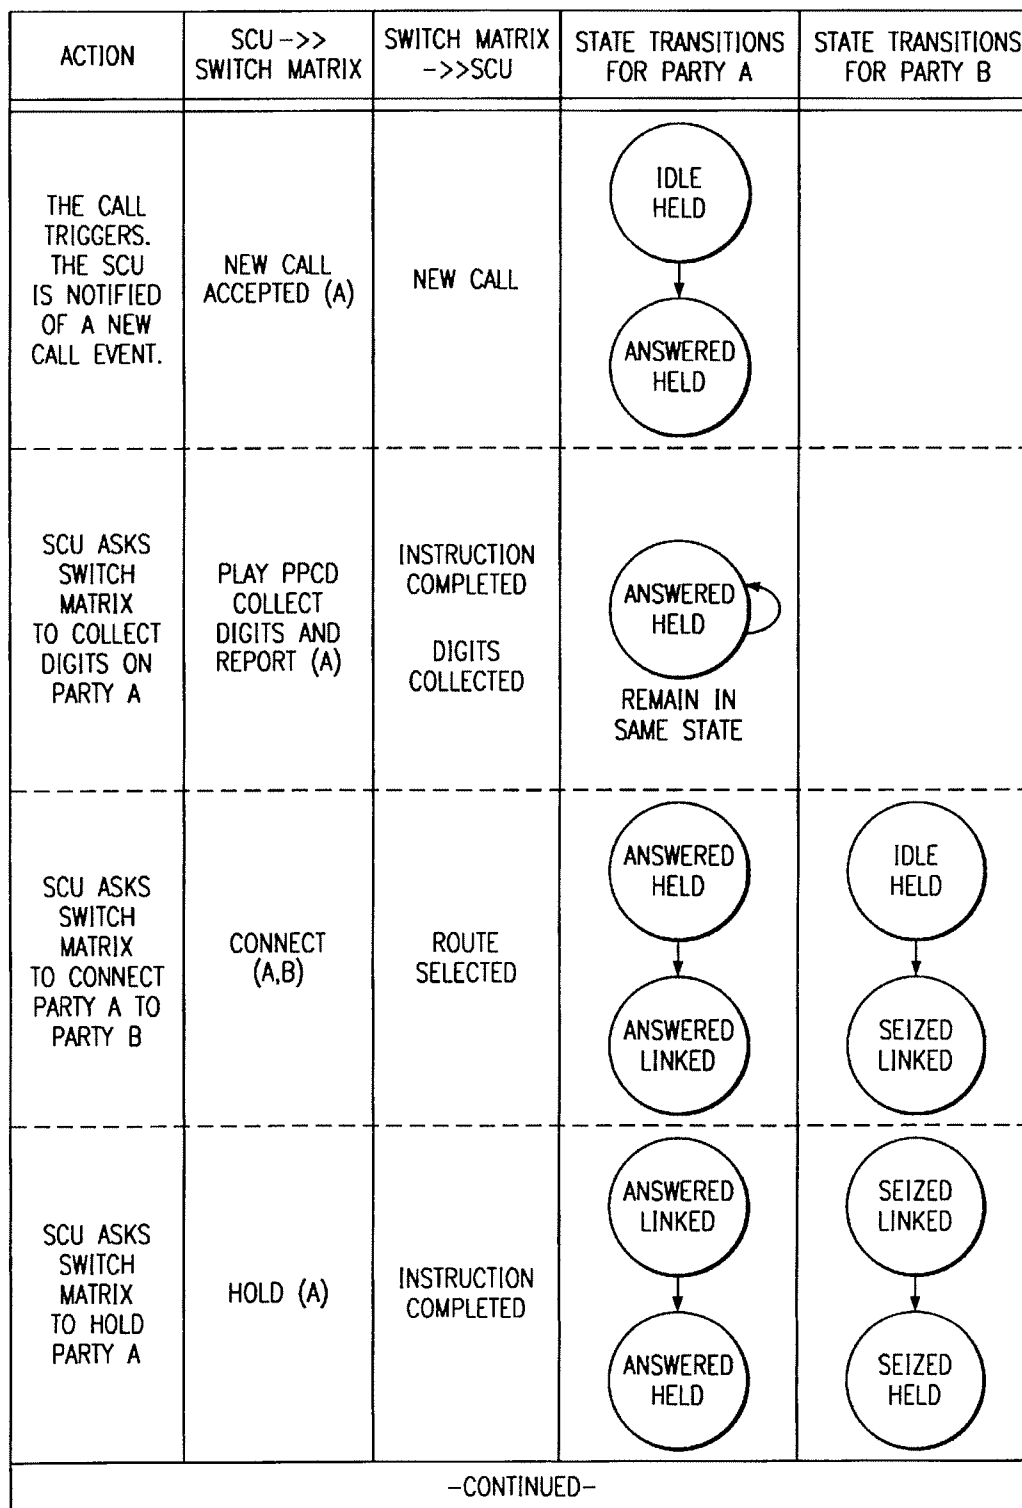 ACTION
SCU->>
SWITCH MATRIX
SWITCH MATRIX
->>SCU
STATE TRANSITIONS
FOR PARTY A
STATE TRANSITIONS
FOR PARTY B
THE CALL
TRIGGERS.
THE SCU
IS NOTIFIED
OF A NEW
CALL EVENT.
NEW CALL
ACCEPTED (A)
NEW CALL
IDLE
HELD
ANSWERED
HELD
SCU ASKS
SWITCH
MATRIX
TO COLLECT
DIGITS ON
PARTY A
PLAY PPCD
COLLECT
DIGITS AND
REPORT (A)
INSTRUCTION
COMPLETED
DIGITS
COLLECTED
ANSWERED
HELD
REMAIN IN
SAME STATE
SCU ASKS
SWITCH
MATRIX
TO CONNECT
PARTY A TO
PARTY B
CONNECT
(A,B)
ROUTE
SELECTED
ANSWERED
HELD
ANSWERED
LINKED
IDLE
HELD
SEIZED
LINKED
SCU ASKS
SWITCH
MATRIX
TO HOLD
PARTY A
HOLD (A)
INSTRUCTION
COMPLETED
ANSWERED
LINKED
ANSWERED
HELD
SEIZED
LINKED
SEIZED
HELD
-CONTINUED-